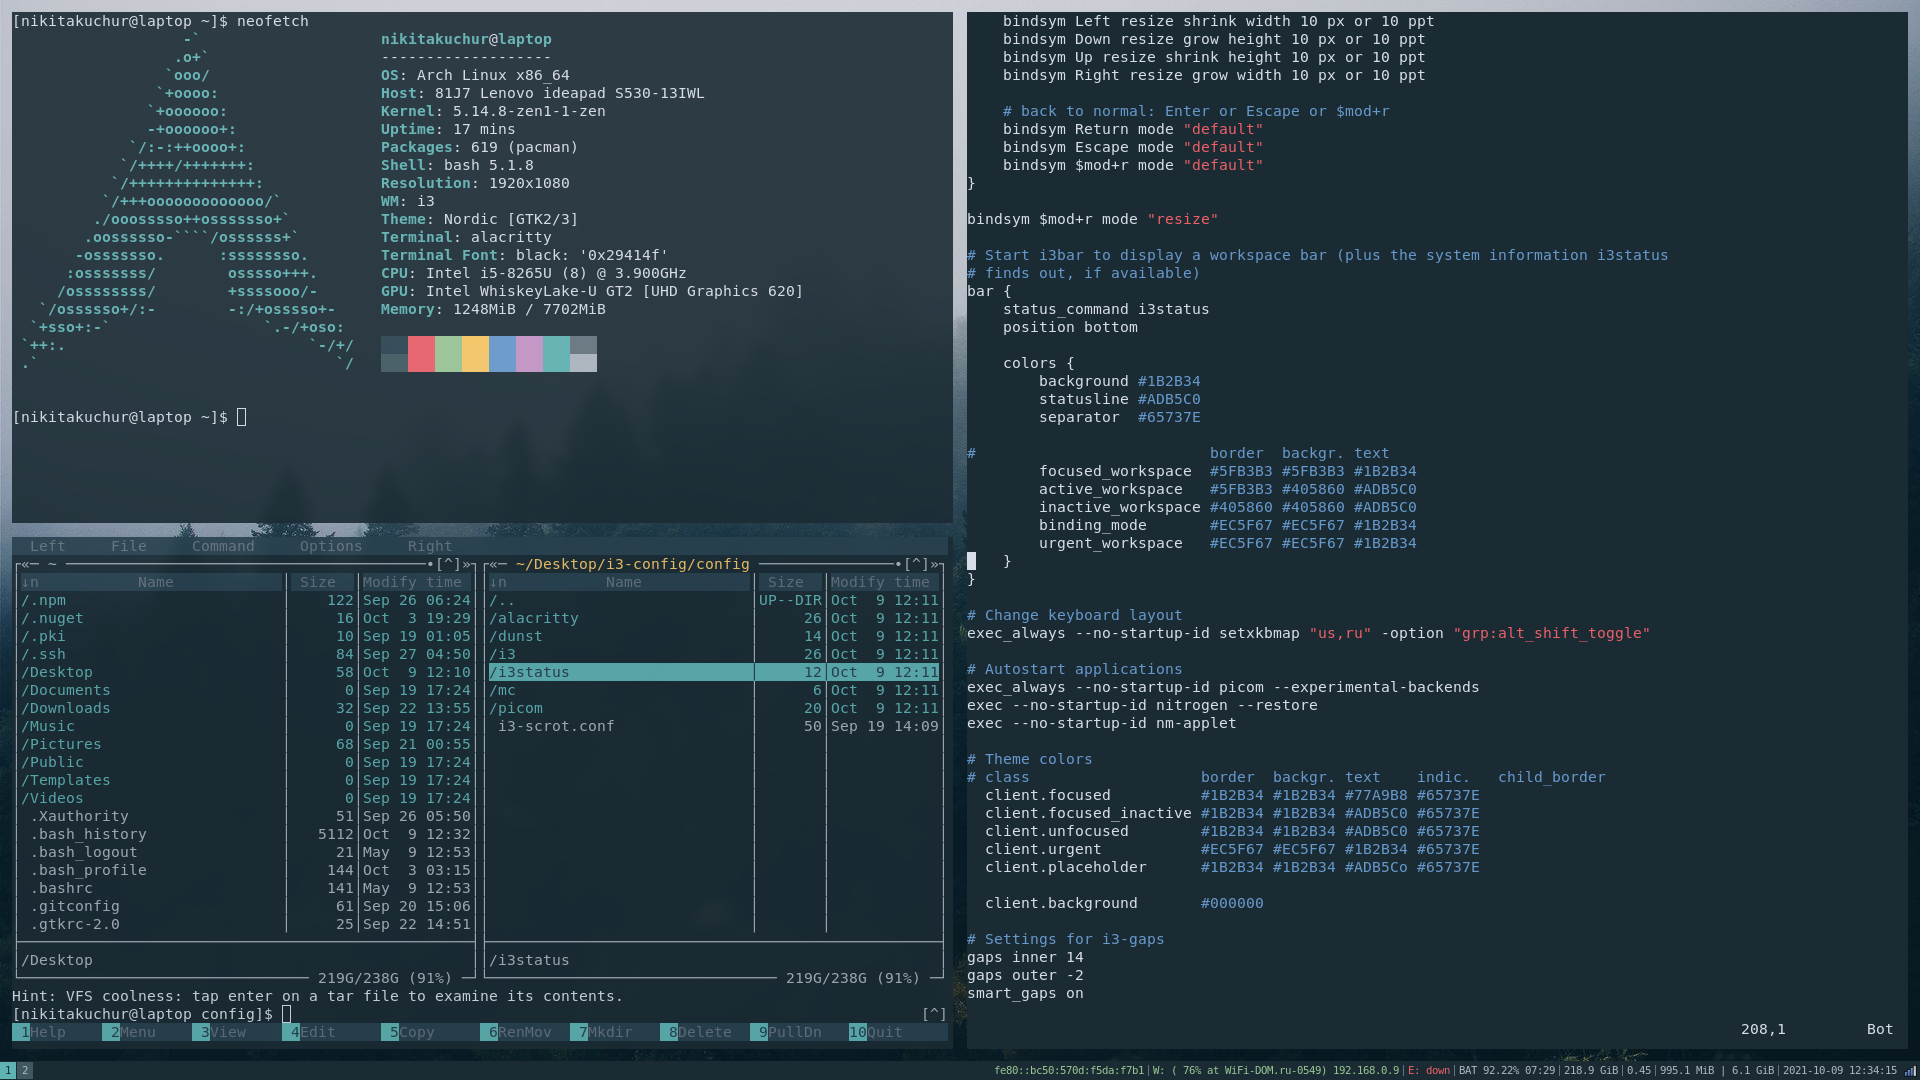 [nikitakuchur@laptop ~]$ neofetch
                   -`                    nikitakuchur@laptop
                  .o+`                   -------------------
                 `ooo/                   OS: Arch Linux x86_64
                `+oooo:                  Host: 81J7 Lenovo ideapad S530-13IWL
               `+oooooo:                 Kernel: 5.14.8-zen1-1-zen
               -+oooooo+:                Uptime: 17 mins
             `/:-:++oooo+:               Packages: 619 (pacman)
            `/++++/+++++++:              Shell: bash 5.1.8
           `/++++++++++++++:             Resolution: 1920x1080
          `/+++ooooooooooooo/`           WM: i3
         ./ooosssso++osssssso+`          Theme: Nordic [GTK2/3]
        .oossssso-````/ossssss+`         Terminal: alacritty
       -osssssso.      :ssssssso.        Terminal Font: black: '0x29414f'
      :osssssss/        osssso+++.       CPU: Intel i5-8265U (8) @ 3.900GHz
     /ossssssss/        +ssssooo/-       GPU: Intel WhiskeyLake-U GT2 [UHD Graphics 620]
   `/ossssso+/:-        -:/+osssso+-     Memory: 1248MiB / 7702MiB
  `+sso+:-`                 `.-/+oso:
 `++:.                           `-/+/
 .`                                 `/
[nikitakuchur@laptop ~]$
Left File Command Options Right
«─ ~ •[^]» «─ ~/Desktop/i3-config/config •[^]»
↓n Name Size Modify time ↓n Name Size Modify time
/.npm 122 Sep 26 06:24 /.. UP--DIR Oct 9 12:11
/.nuget 16 Oct 3 19:29 /alacritty 26 Oct 9 12:11
/.pki 10 Sep 19 01:05 /dunst 14 Oct 9 12:11
/.ssh 84 Sep 27 04:50 /i3 26 Oct 9 12:11
/Desktop 58 Oct 9 12:10 /i3status 12 Oct 9 12:11
/Documents 0 Sep 19 17:24 /mc 6 Oct 9 12:11
/Downloads 32 Sep 22 13:55 /picom 20 Oct 9 12:11
/Music 0 Sep 19 17:24 i3-scrot.conf 50 Sep 19 14:09
/Pictures 68 Sep 21 00:55
/Public 0 Sep 19 17:24
/Templates 0 Sep 19 17:24
/Videos 0 Sep 19 17:24
.Xauthority 51 Sep 26 05:50
.bash_history 5112 Oct 9 12:32
.bash_logout 21 May 9 12:53
.bash_profile 144 Oct 3 03:15
.bashrc 141 May 9 12:53
.gitconfig 61 Sep 20 15:06
.gtkrc-2.0 25 Sep 22 14:51
/Desktop /i3status
219G/238G (91%) 219G/238G (91%)
Hint: VFS coolness: tap enter on a tar file to examine its contents.
[nikitakuchur@laptop config]$ [^]
1Help 2Menu 3View 4Edit 5Copy 6RenMov 7Mkdir 8Delete 9PullDn 10Quit
    bindsym Left resize shrink width 10 px or 10 ppt
    bindsym Down resize grow height 10 px or 10 ppt
    bindsym Up resize shrink height 10 px or 10 ppt
    bindsym Right resize grow width 10 px or 10 ppt
    # back to normal: Enter or Escape or $mod+r
    bindsym Return mode "default"
    bindsym Escape mode "default"
    bindsym $mod+r mode "default"
}
bindsym $mod+r mode "resize"
# Start i3bar to display a workspace bar (plus the system information i3status
# finds out, if available)
bar {
    status_command i3status
    position bottom
    colors {
        background #1B2B34
        statusline #ADB5C0
        separator  #65737E
#                          border  backgr. text
        focused_workspace  #5FB3B3 #5FB3B3 #1B2B34
        active_workspace   #5FB3B3 #405860 #ADB5C0
        inactive_workspace #405860 #405860 #ADB5C0
        binding_mode       #EC5F67 #EC5F67 #1B2B34
        urgent_workspace   #EC5F67 #EC5F67 #1B2B34
    }
}
# Change keyboard layout
exec_always --no-startup-id setxkbmap "us,ru" -option "grp:alt_shift_toggle"
# Autostart applications
exec_always --no-startup-id picom --experimental-backends
exec --no-startup-id nitrogen --restore
exec --no-startup-id nm-applet
# Theme colors
# class                   border  backgr. text    indic.   child_border
  client.focused          #1B2B34 #1B2B34 #77A9B8 #65737E
  client.focused_inactive #1B2B34 #1B2B34 #ADB5C0 #65737E
  client.unfocused        #1B2B34 #1B2B34 #ADB5C0 #65737E
  client.urgent           #EC5F67 #EC5F67 #1B2B34 #65737E
  client.placeholder      #1B2B34 #1B2B34 #ADB5Co #65737E
  client.background       #000000
# Settings for i3-gaps
gaps inner 14
gaps outer -2
smart_gaps on
208,1 Bot
1 2 fe80::bc50:570d:f5da:f7b1|W: ( 76% at WiFi-DOM.ru-0549) 192.168.0.9|E: down|BAT 92.22% 07:29|218.9 GiB|0.45|995.1 MiB | 6.1 GiB|2021-10-09 12:34:15